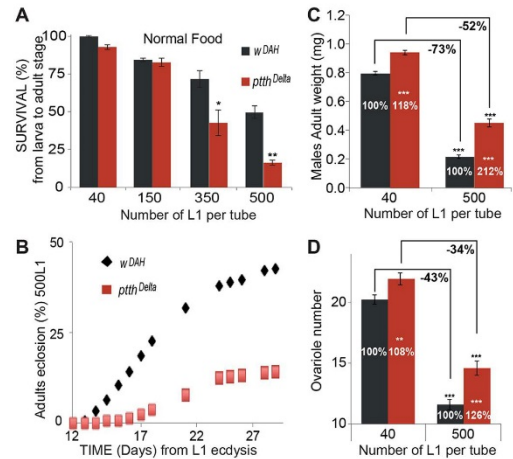 A
Normal Food
w DAH
ptth Delta
SURVIVAL (%)
from larva to adult stage
100
75
50
25
0
*
**
40 150 350 500
Number of L1 per tube
B
w DAH
ptth Delta
Adults eclosion (%) 500L1
50
25
0
12 17 22 27
TIME (Days) from L1 ecdysis
C
-52%
-73%
Males Adult weight (mg)
1.2
1.0
0.8
0.6
0.4
0.2
0.0
100%
***
118%
***
100%
***
***
212%
40 500
Number of L1 per tube
D
-34%
-43%
Ovariole number
20
15
10
100%
**
108%
***
100%
***
***
126%
40 500
Number of L1 per tube